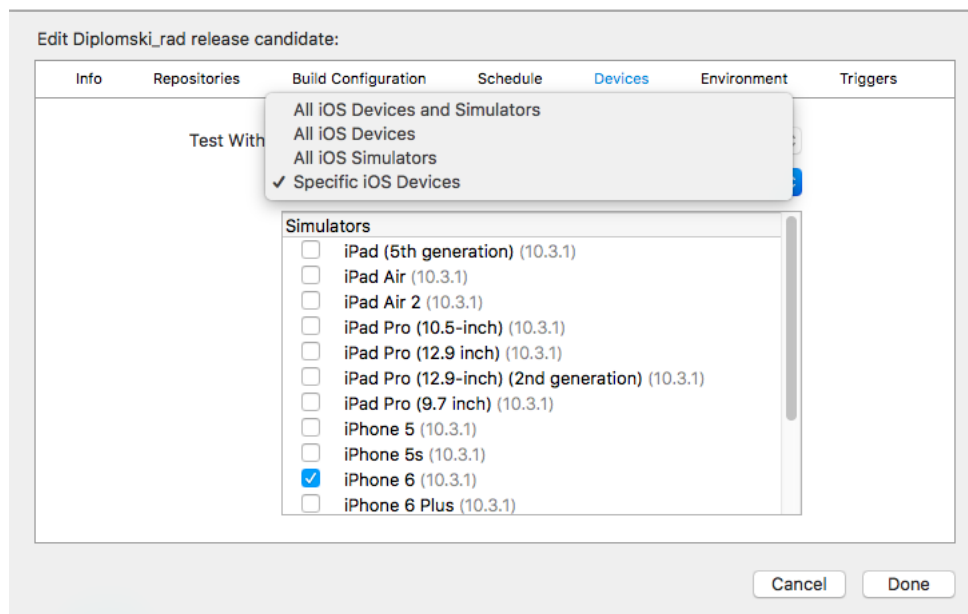 Edit Diplomski_rad release candidate:
Info Repositories Build Configuration Schedule Devices Environment Triggers
All iOS Devices and Simulators
Test With All iOS Devices
All iOS Simulators
✓ Specific iOS Devices
Simulators
iPad (5th generation) (10.3.1)
iPad Air (10.3.1)
iPad Air 2 (10.3.1)
iPad Pro (10.5-inch) (10.3.1)
iPad Pro (12.9 inch) (10.3.1)
iPad Pro (12.9-inch) (2nd generation) (10.3.1)
iPad Pro (9.7 inch) (10.3.1)
iPhone 5 (10.3.1)
iPhone 5s (10.3.1)
iPhone 6 (10.3.1)
iPhone 6 Plus (10.3.1)
Cancel Done